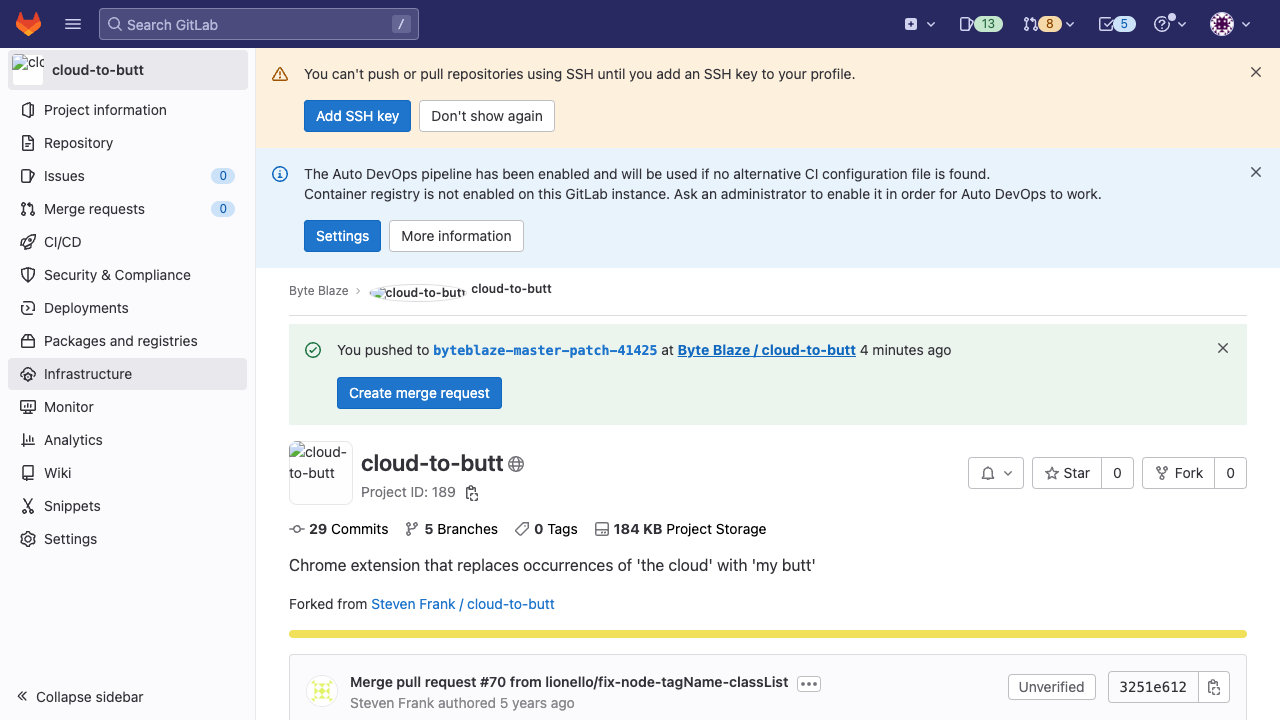 Search GitLab /
13
8
5
clo
cloud-to-butt
Project information
Repository
Issues 0
Merge requests 0
CI/CD
Security & Compliance
Deployments
Packages and registries
Infrastructure
Monitor
Analytics
Wiki
Snippets
Settings
Collapse sidebar
You can't push or pull repositories using SSH until you add an SSH key to your profile.
Add SSH key
Don't show again
The Auto DevOps pipeline has been enabled and will be used if no alternative CI configuration file is found.
Container registry is not enabled on this GitLab instance. Ask an administrator to enable it in order for Auto DevOps to work.
Settings
More information
Byte Blaze
cloud-to-butt
cloud-to-butt
You pushed to byteblaze-master-patch-41425 at Byte Blaze / cloud-to-butt 4 minutes ago
Create merge request
cloud-
to-butt
cloud-to-butt
Project ID: 189
Star 0
Fork 0
29 Commits
5 Branches
0 Tags
184 KB Project Storage
Chrome extension that replaces occurrences of 'the cloud' with 'my butt'
Forked from Steven Frank / cloud-to-butt
Merge pull request #70 from lionello/fix-node-tagName-classList
Steven Frank authored 5 years ago
Unverified
3251e612